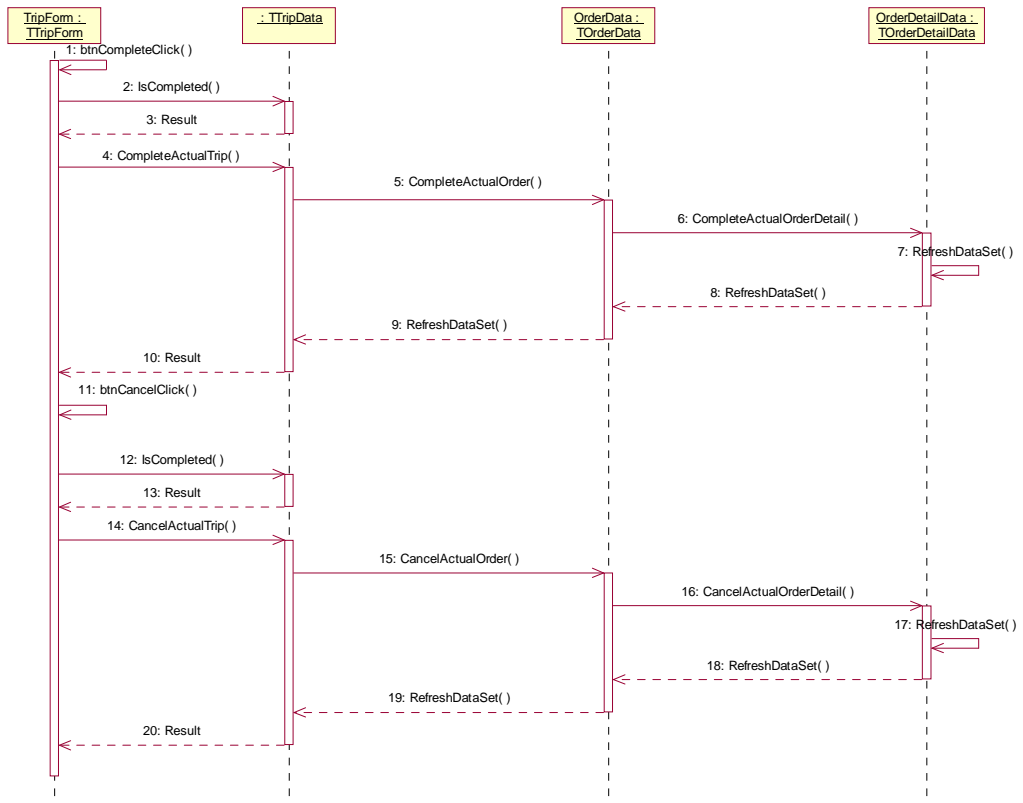 TripForm :
TTripForm
: TTripData
OrderData :
TOrderData
OrderDetailData :
TOrderDetailData
1: btnCompleteClick( )
2: IsCompleted( )
3: Result
4: CompleteActualTrip( )
5: CompleteActualOrder( )
6: CompleteActualOrderDetail( )
7: RefreshDataSet( )
8: RefreshDataSet( )
9: RefreshDataSet( )
10: Result
11: btnCancelClick( )
12: IsCompleted( )
13: Result
14: CancelActualTrip( )
15: CancelActualOrder( )
16: CancelActualOrderDetail( )
17: RefreshDataSet( )
18: RefreshDataSet( )
19: RefreshDataSet( )
20: Result